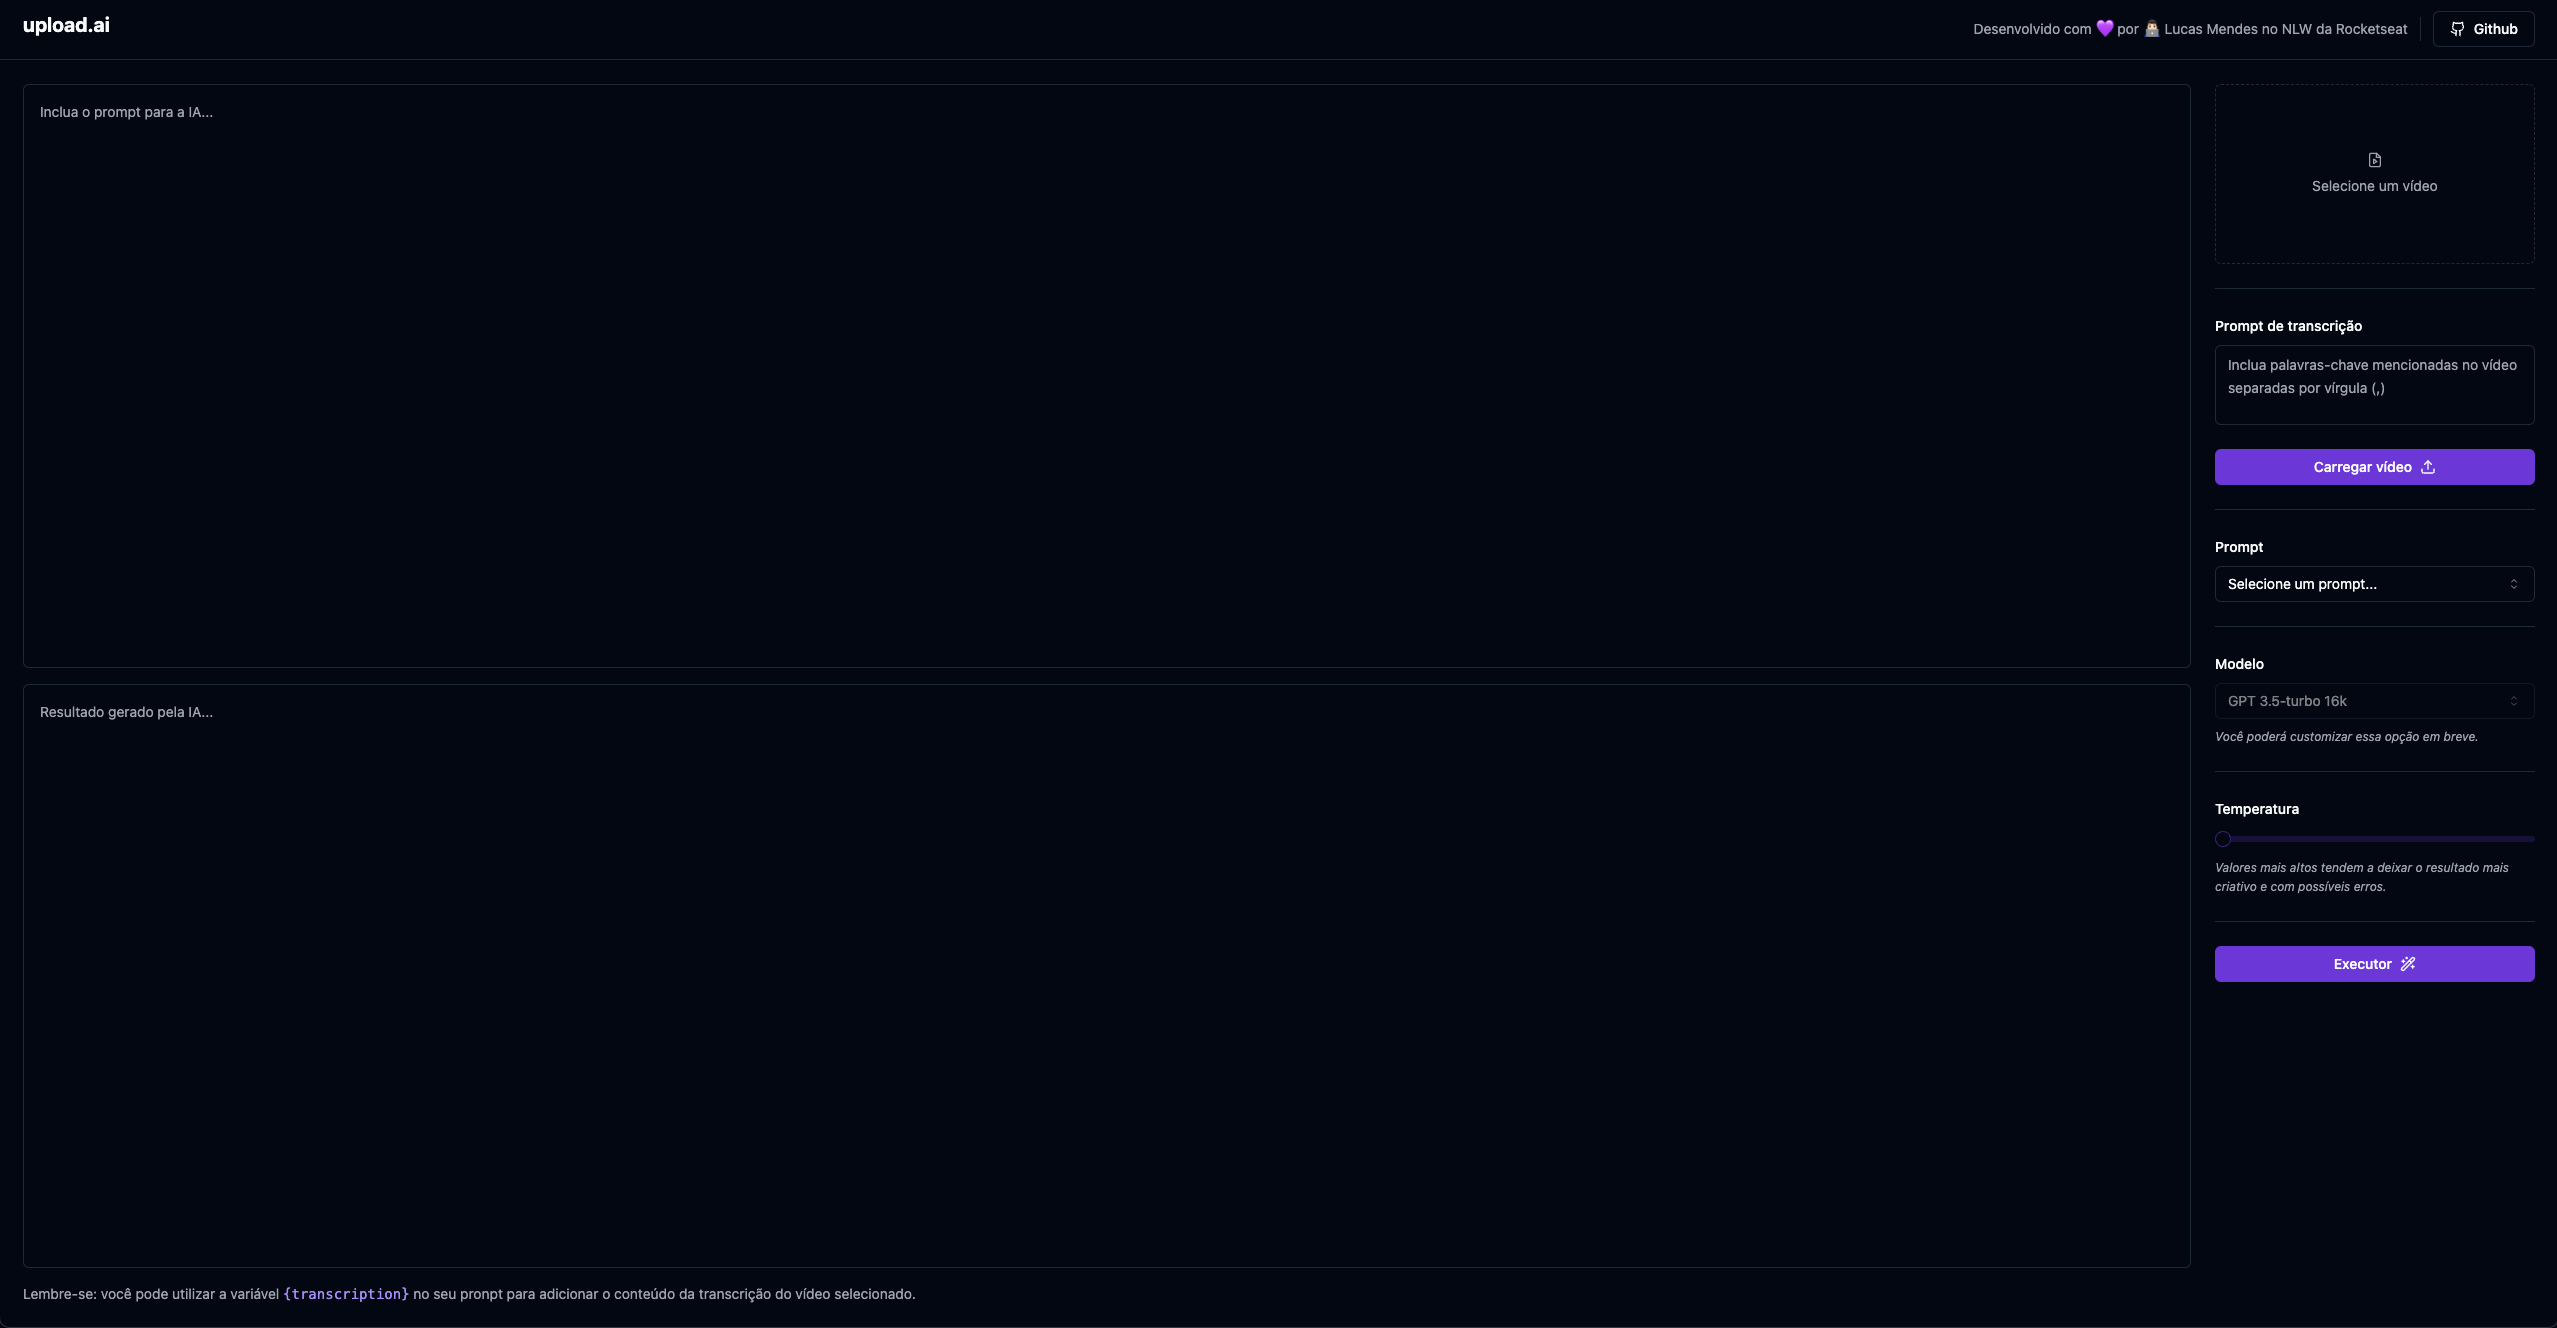 upload.ai
Desenvolvido com 💜 por 👨🏻‍💻 Lucas Mendes no NLW da Rocketseat
Github
Inclua o prompt para a IA...
Resultado gerado pela IA...
Lembre-se: você pode utilizar a variável {transcription} no seu pronpt para adicionar o conteúdo da transcrição do vídeo selecionado.
Selecione um vídeo
Prompt de transcrição
Inclua palavras-chave mencionadas no vídeo
separadas por vírgula (,)
Carregar vídeo
Prompt
Selecione um prompt...
Modelo
GPT 3.5-turbo 16k
Você poderá customizar essa opção em breve.
Temperatura
Valores mais altos tendem a deixar o resultado mais
criativo e com possíveis erros.
Executor